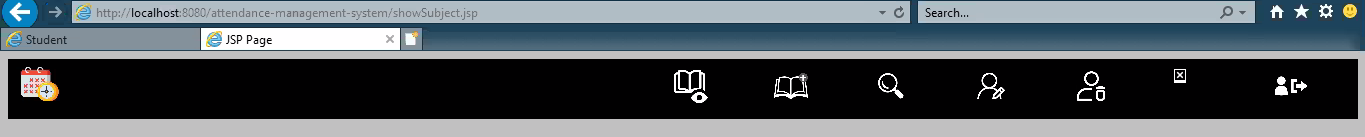 http://localhost:8080/attendance-management-system/showSubject.jsp
Search...
Student
JSP Page